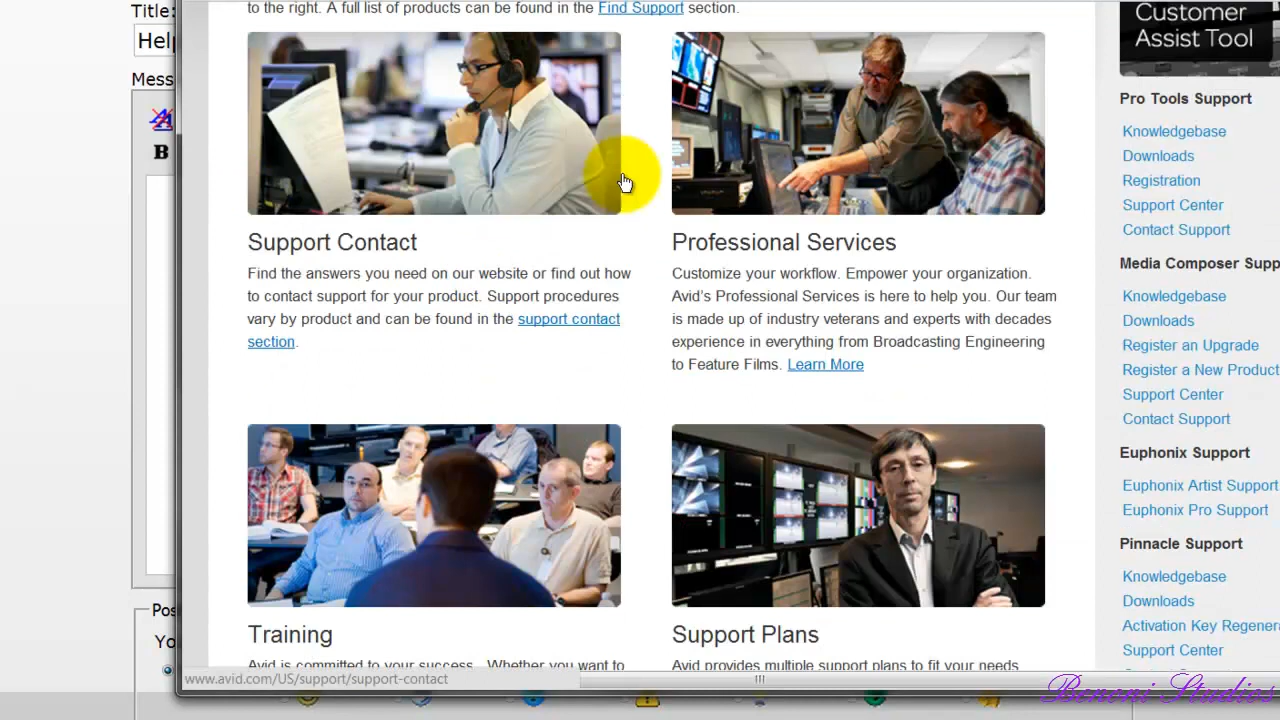 Title:
Help
Mess
B
Pos
Yo
to the right. A full list of products can be found in the Find Support section.
Support Contact
Find the answers you need on our website or find out how
to contact support for your product. Support procedures
vary by product and can be found in the support contact
section.
Professional Services
Customize your workflow. Empower your organization.
Avid's Professional Services is here to help you. Our team
is made up of industry veterans and experts with decades
experience in everything from Broadcasting Engineering
to Feature Films. Learn More
Training
Avid is committed to your success. Whether you want to
Support Plans
Avid provides multiple support plans to fit your needs
Customer
Assist Tool
Pro Tools Support
Knowledgebase
Downloads
Registration
Support Center
Contact Support
Media Composer Supp
Knowledgebase
Downloads
Register an Upgrade
Register a New Product
Support Center
Contact Support
Euphonix Support
Euphonix Artist Support
Euphonix Pro Support
Pinnacle Support
Knowledgebase
Downloads
Activation Key Regenera
Support Center
www.avid.com/US/support/support-contact
Benoni Studios